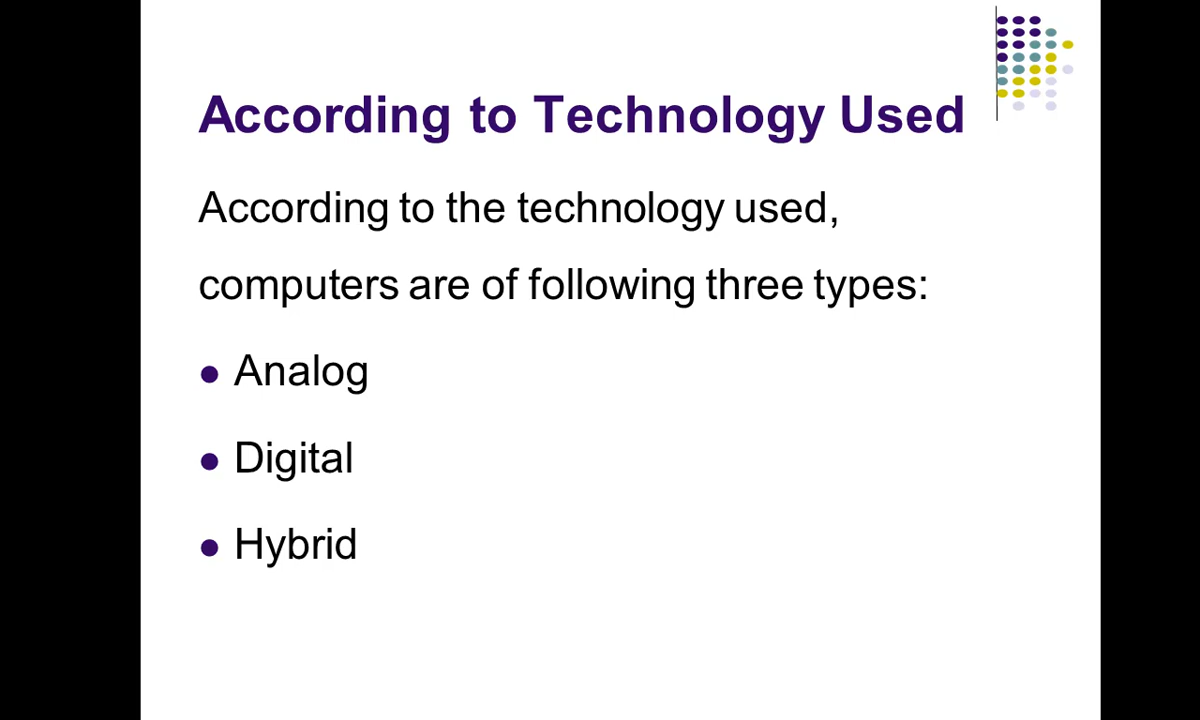 According to Technology Used
According to the technology used,
computers are of following three types:
Analog
Digital
Hybrid